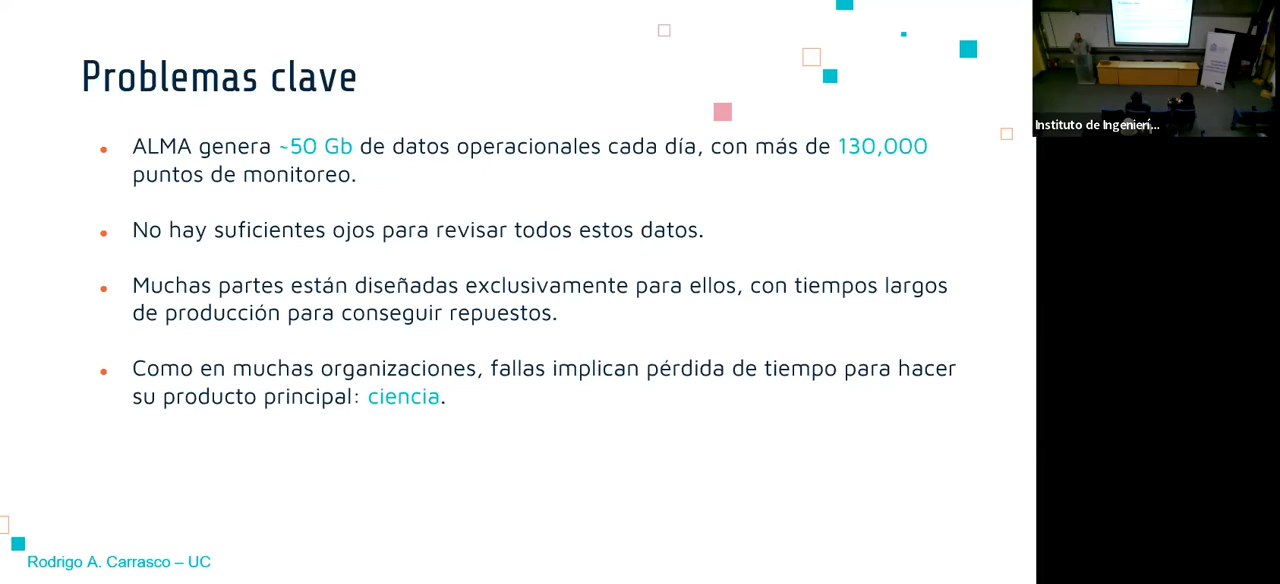 Problemas clave
ALMA genera ~50 Gb de datos operacionales cada día, con más de 130,000
puntos de monitoreo.
No hay suficientes ojos para revisar todos estos datos.
Muchas partes están diseñadas exclusivamente para ellos, con tiempos largos
de producción para conseguir repuestos.
Como en muchas organizaciones, fallas implican pérdida de tiempo para hacer
su producto principal: ciencia.
Rodrigo A. Carrasco – UC
Instituto de Ingenierí...